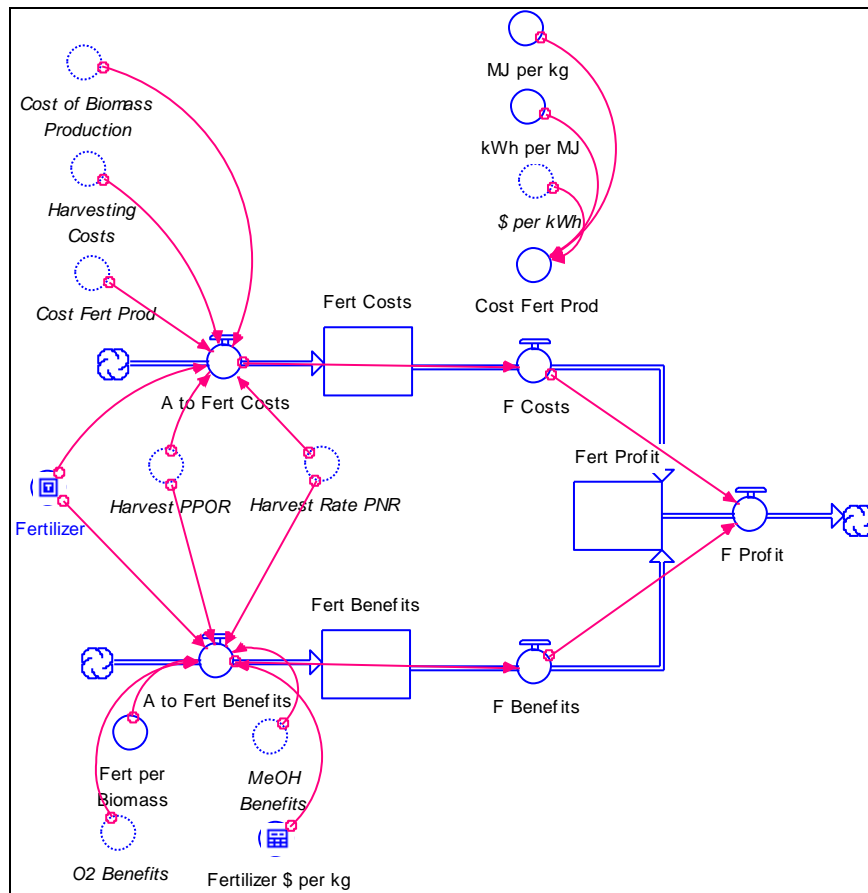 MJ per kg
Cost of Biomass
Production
kWh per MJ
Harvesting
Costs
$ per kWh
Cost Fert Prod
Cost Fert Prod
Fert Costs
A to Fert Costs
F Costs
Fert Profit
Harvest PPOR
Harvest Rate PNR
Fertilizer
F Profit
Fert Benefits
A to Fert Benefits
F Benefits
Fert per
Biomass
MeOH
Benefits
O2 Benefits
Fertilizer $ per kg